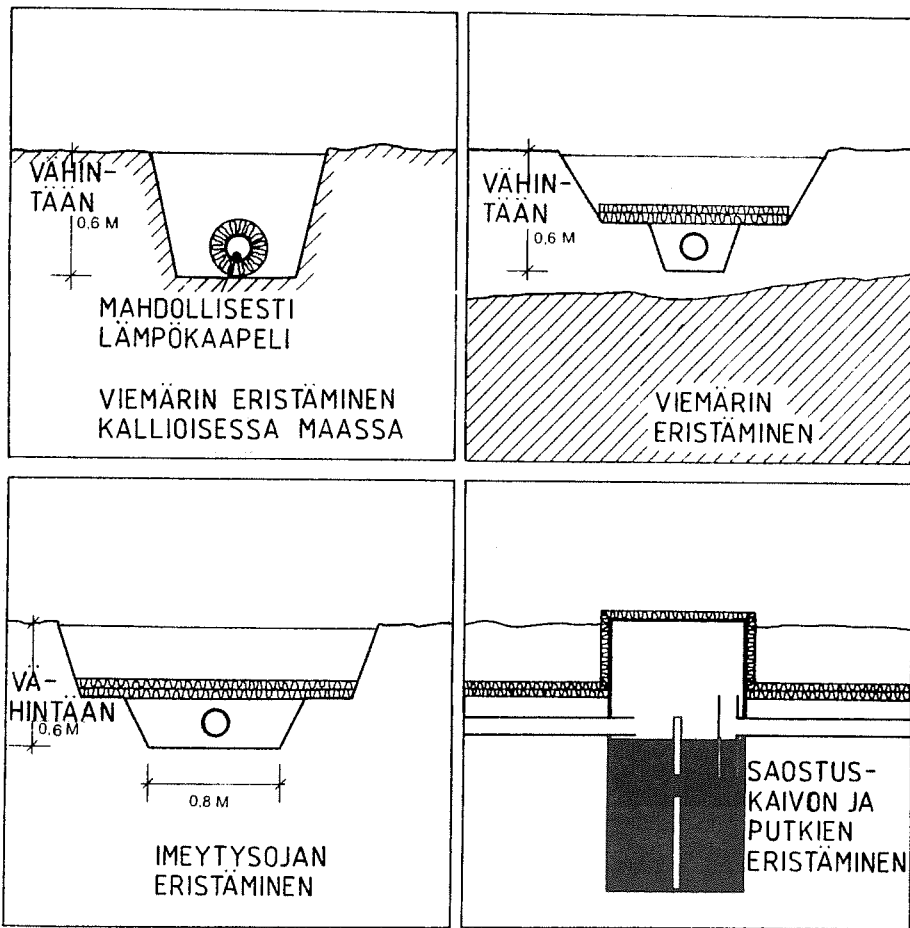 VÄHIN-
TÄÄN
0,6 M
MAHDOLLISESTI
LÄMPÖKAAPELI
VIEMÄRIN ERISTÄMINEN
KALLIOISESSA MAASSA
VÄHIN-
TÄÄN
0,6 M
VIEMÄRIN
ERISTÄMINEN
VÄ-
HINTÄÄN
0,6 M
0,8 M
IMEYTYSOJAN
ERISTÄMINEN
SAOSTUS-
KAIVON JA
PUTKIEN
ERISTÄMINEN